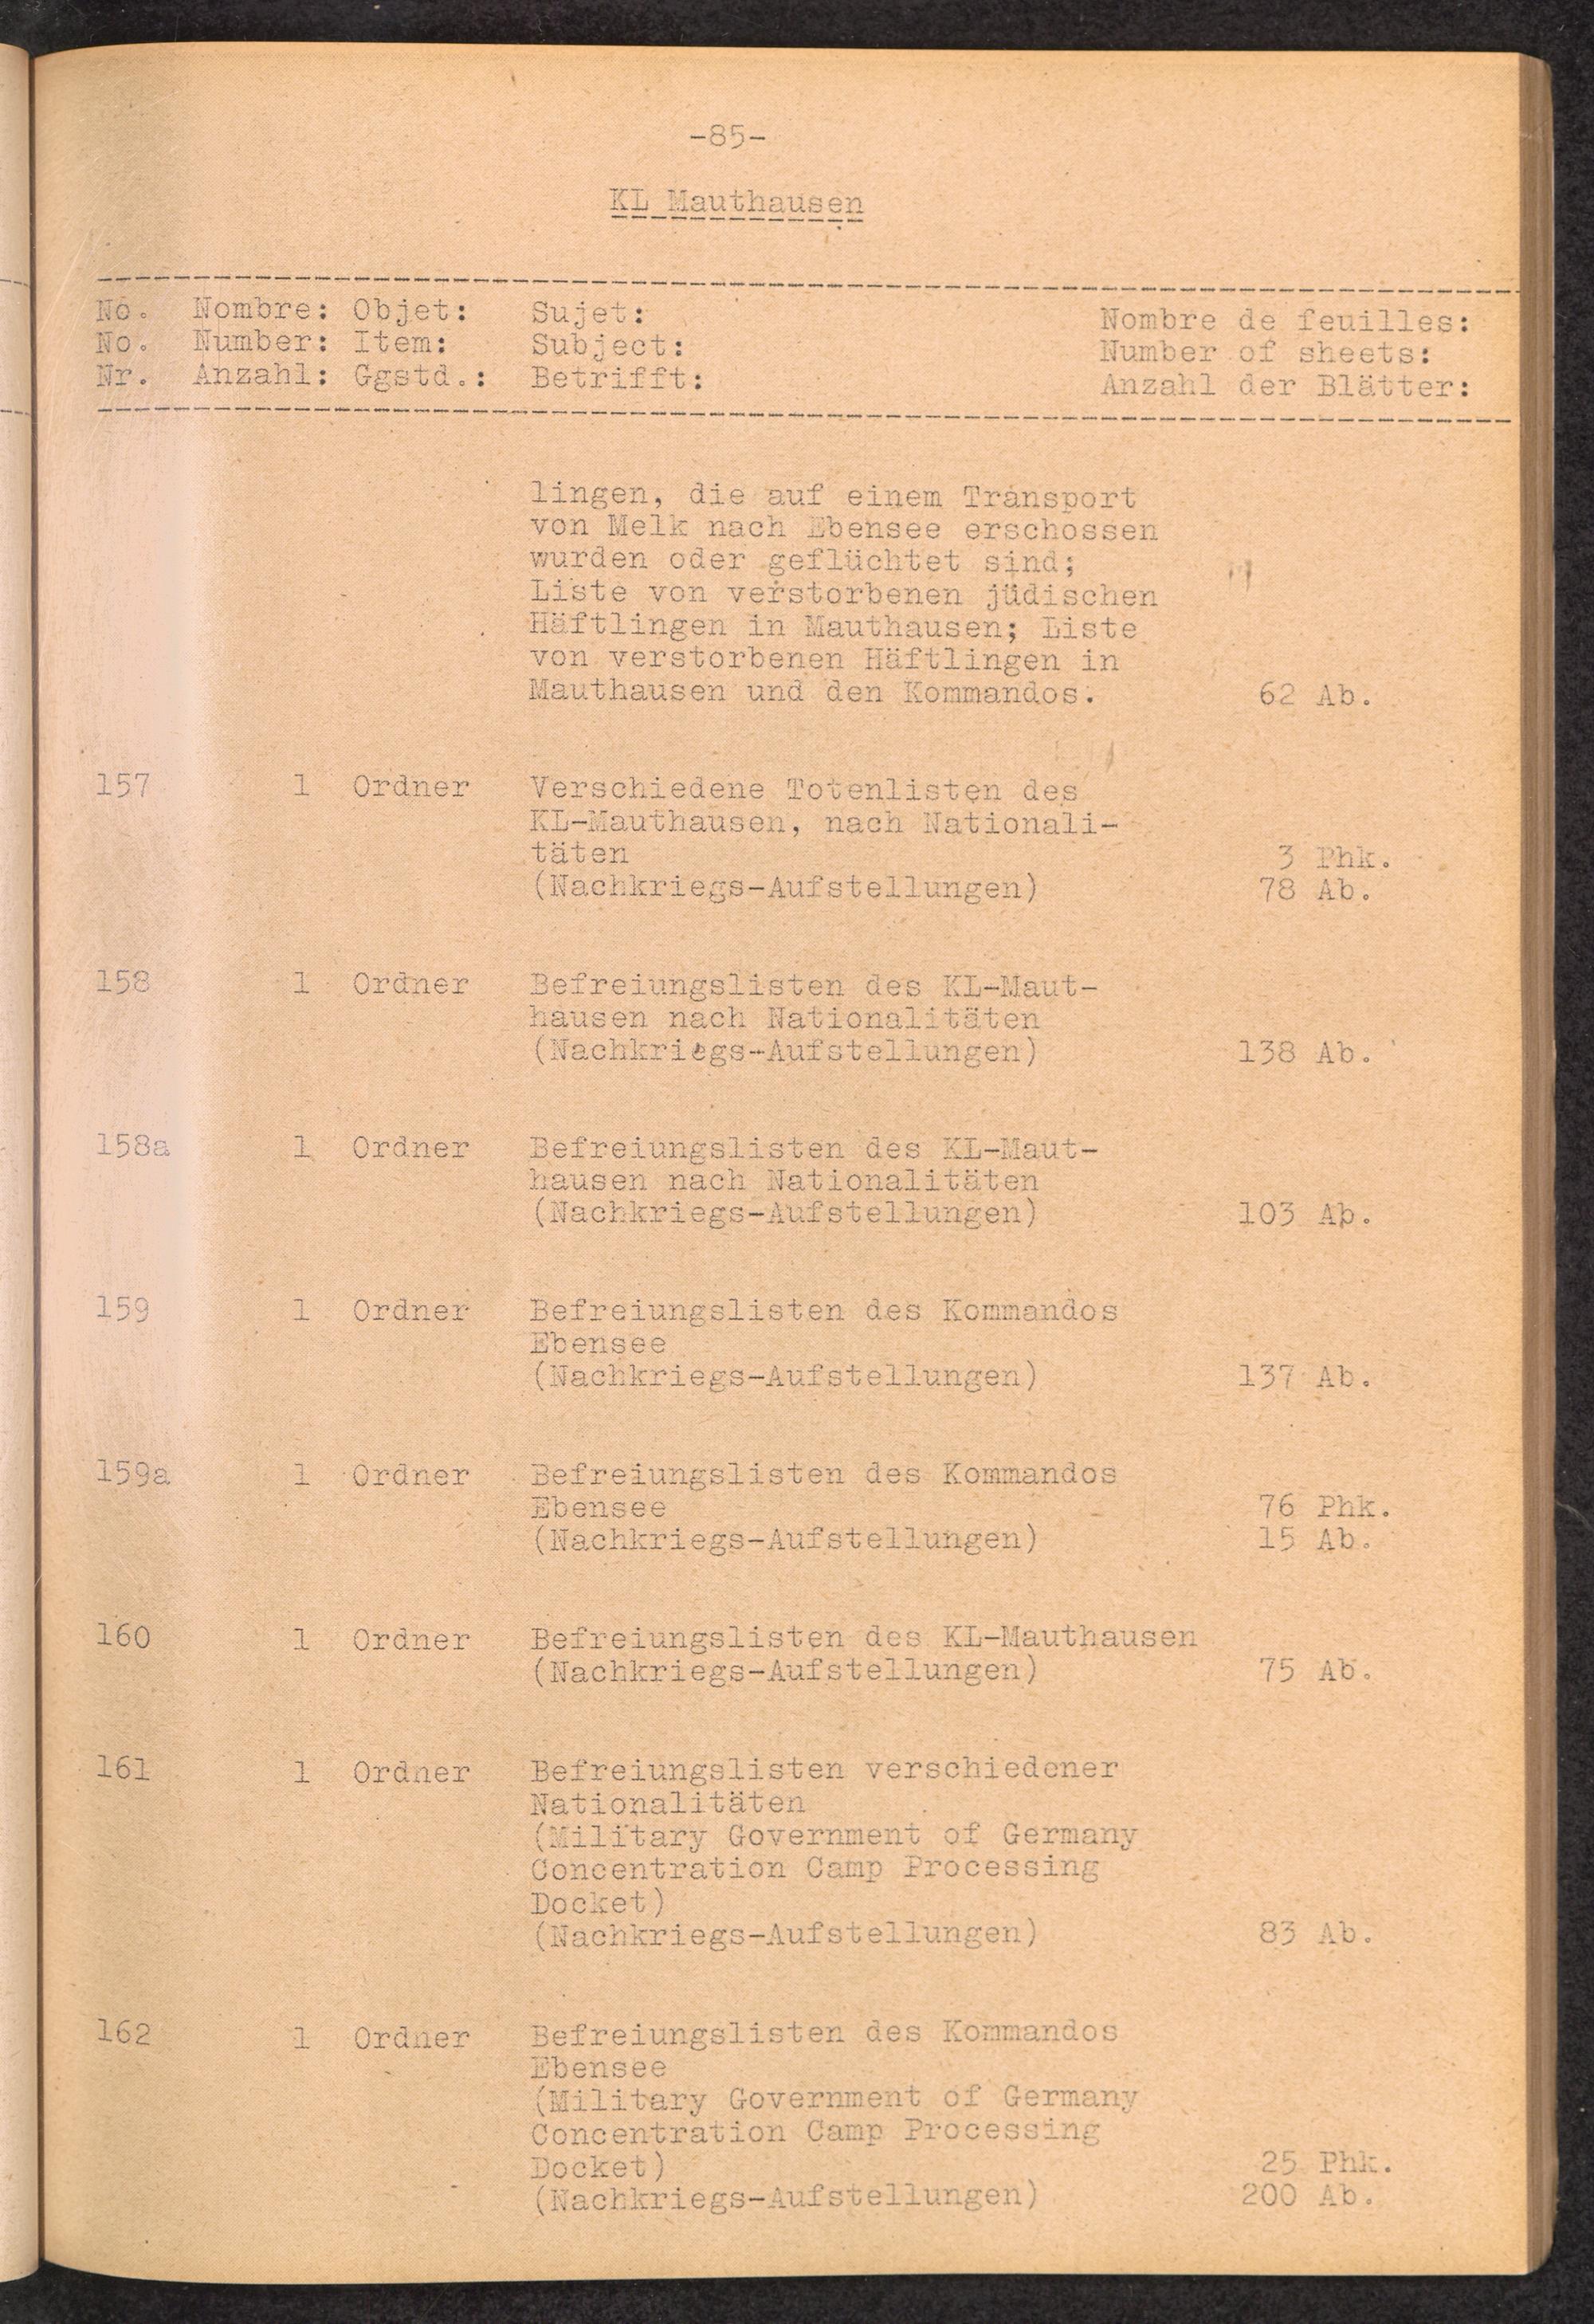 -85-
KL Mauthausen
No. Nombre: Objet: Sujet: Nombre de feuilles:
No. Number: Item: Subject: Number of sheets:
Nr. Anzahl: Ggstd.: Betrifft: Anzahl der Blätter:
lingen, die auf einem Transport
von Melk nach Ebensee erschossen
wurden oder geflüchtet sind;
Liste von verstorbenen jüdischen
Häftlingen in Mauthausen; Liste
von verstorbenen Häftlingen in
Mauthausen und den Kommandos. 62 Ab.
157 1 Ordner Verschiedene Totenlisten des
KL-Mauthausen, nach Nationali-
täten 3 Phk.
(Nachkriegs-Aufstellungen) 78 Ab.
158 1 Ordner Befreiungslisten des KL-Maut-
hausen nach Nationalitäten
(Nachkriegs-Aufstellungen) 138 Ab.
158a 1 Ordner Befreiungslisten des KL-Maut-
hausen nach Nationalitäten
(Nachkriegs-Aufstellungen) 103 Ab.
159 1 Ordner Befreiungslisten des Kommandos
Ebensee
(Nachkriegs-Aufstellungen) 137 Ab.
159a 1 Ordner Befreiungslisten des Kommandos
Ebensee 76 Phk.
(Nachkriegs-Aufstellungen) 15 Ab.
160 1 Ordner Befreiungslisten des KL-Mauthausen
(Nachkriegs-Aufstellungen) 75 Ab.
161 1 Ordner Befreiungslisten verschiedener
Nationalitäten
(Military Government of Germany
Concentration Camp Processing
Docket)
(Nachkriegs-Aufstellungen) 83 Ab.
162 1 Ordner Befreiungslisten des Kommandos
Ebensee
(Military Government of Germany
Concentration Camp Processing
Docket) 25 Phk.
(Nachkriegs-Aufstellungen) 200 Ab.